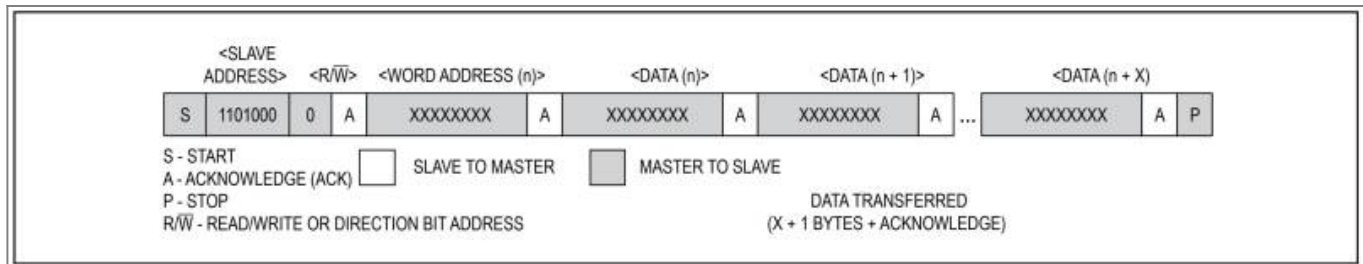 <SLAVE
ADDRESS> <R/W̅> <WORD ADDRESS (n)> <DATA (n)> <DATA (n + 1)> <DATA (n + X)
S 1101000 0 A XXXXXXXX A XXXXXXXX A XXXXXXXX A ... XXXXXXXX A P
S - START
A - ACKNOWLEDGE (ACK) SLAVE TO MASTER MASTER TO SLAVE
P - STOP DATA TRANSFERRED
R/W̅ - READ/WRITE OR DIRECTION BIT ADDRESS (X + 1 BYTES + ACKNOWLEDGE)